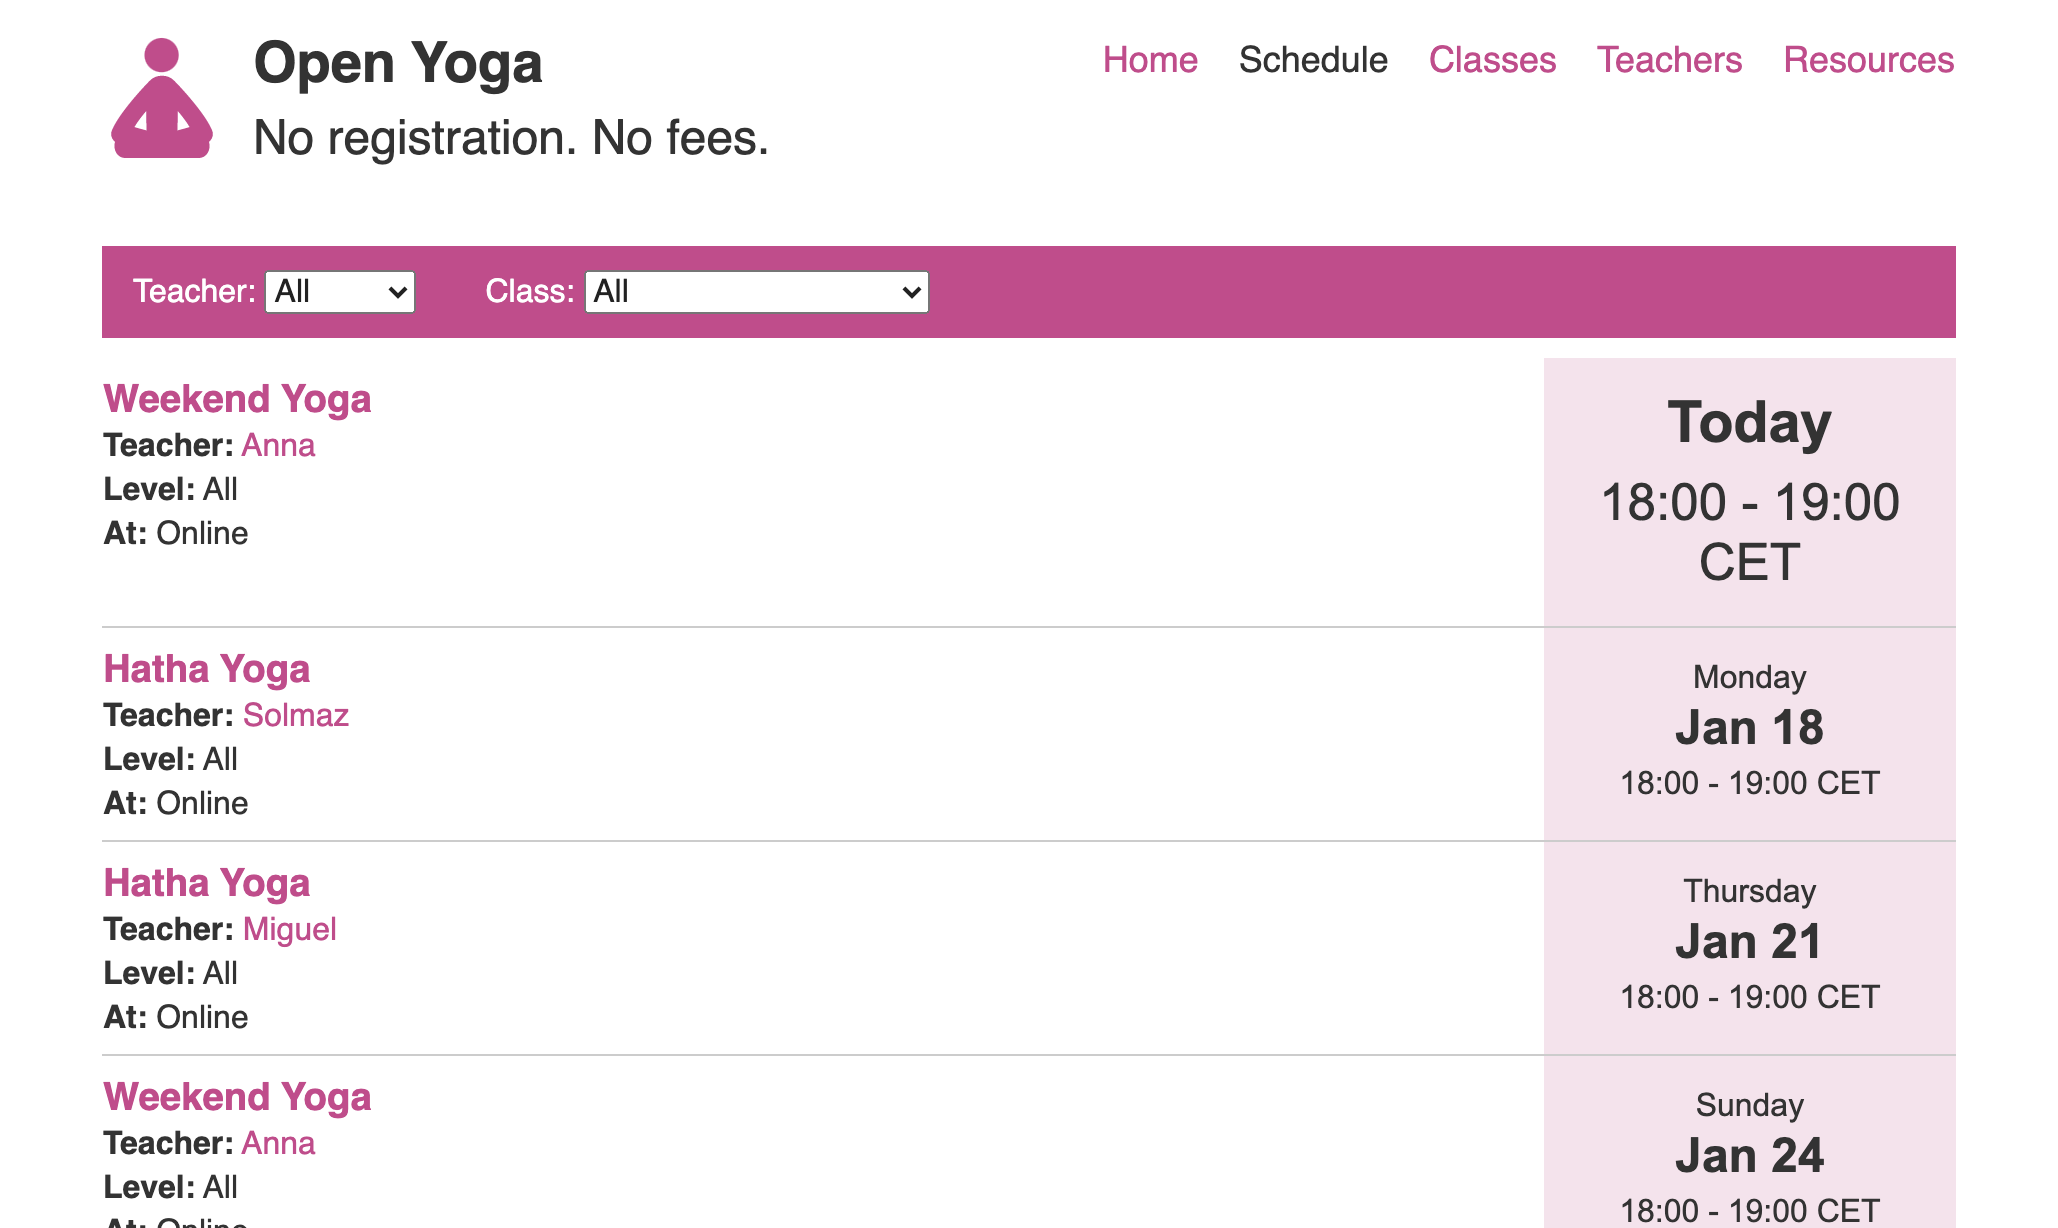 Open Yoga
No registration. No fees.
Home Schedule Classes Teachers Resources
Teacher: All Class: All
Weekend Yoga
Teacher: Anna
Level: All
At: Online
Today
18:00 - 19:00
CET
Hatha Yoga
Teacher: Solmaz
Level: All
At: Online
Monday
Jan 18
18:00 - 19:00 CET
Hatha Yoga
Teacher: Miguel
Level: All
At: Online
Thursday
Jan 21
18:00 - 19:00 CET
Weekend Yoga
Teacher: Anna
Level: All
At: Online
Sunday
Jan 24
18:00 - 19:00 CET